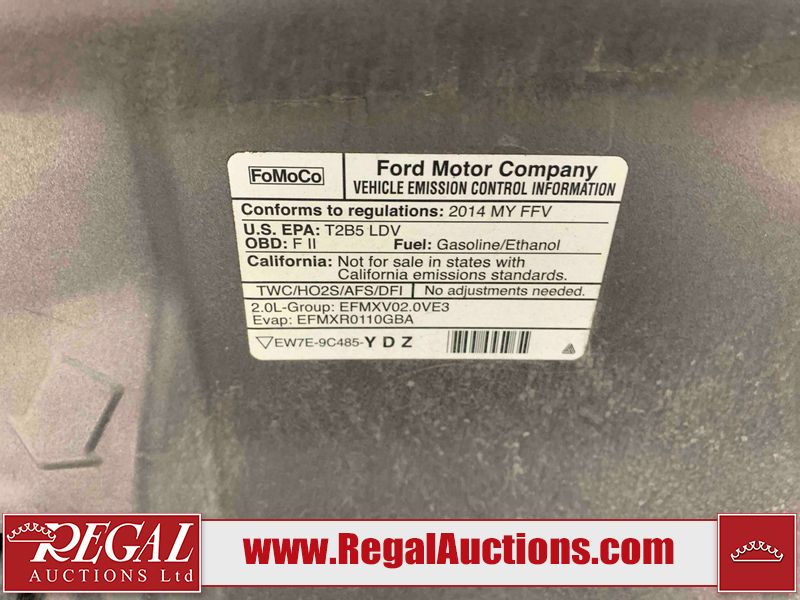 FoMoCo
Ford Motor Company
VEHICLE EMISSION CONTROL INFORMATION
Conforms to regulations: 2014 MY FFV
U.S. EPA: T2B5 LDV
OBD: F II Fuel: Gasoline/Ethanol
California: Not for sale in states with
California emissions standards.
TWC/HO2S/AFS/DFI No adjustments needed.
2.0L-Group: EFMXV02.0VE3
Evap: EFMXR0110GBA
EW7E-9C485-Y D Z
REGAL
AUCTIONS Ltd
www.RegalAuctions.com